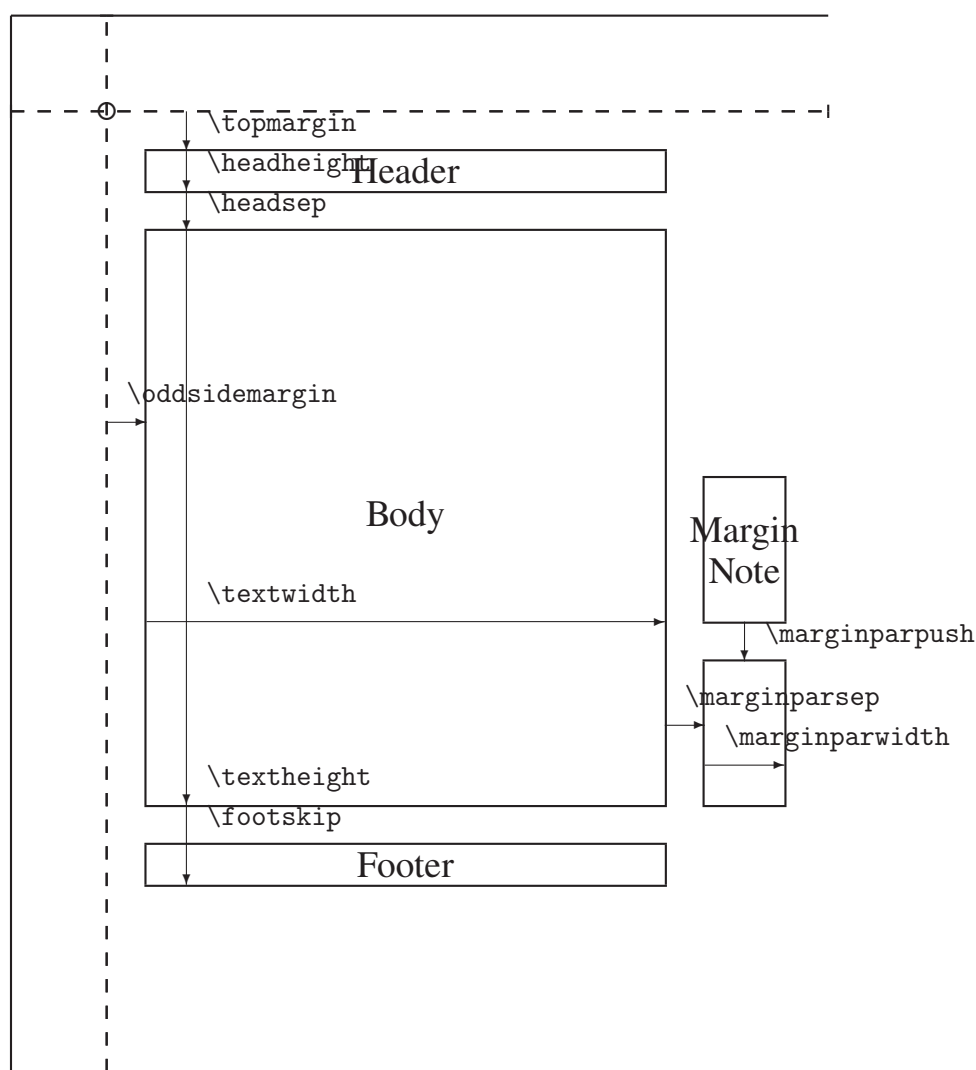 \topmargin
\headheight
Header
\headsep
\oddsidemargin
Body
Margin
Note
\textwidth
\marginparpush
\marginparsep
\marginparwidth
\textheight
\footskip
Footer